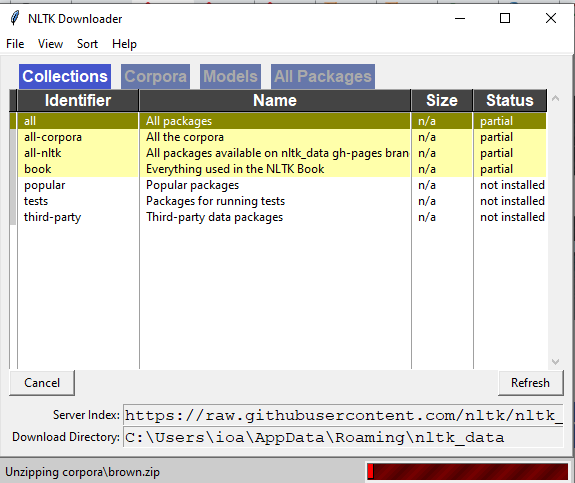 NLTK Downloader
File View Sort Help
Collections Corpora Models All Packages
Identifier Name Size Status
all All packages n/a partial
all-corpora All the corpora n/a partial
all-nltk All packages available on nltk_data gh-pages bran n/a partial
book Everything used in the NLTK Book n/a partial
popular Popular packages n/a not installed
tests Packages for running tests n/a not installed
third-party Third-party data packages n/a not installed
Cancel Refresh
Server Index: https://raw.githubusercontent.com/nltk/nltk_
Download Directory: C:\Users\ioa\AppData\Roaming\nltk_data
Unzipping corpora\brown.zip